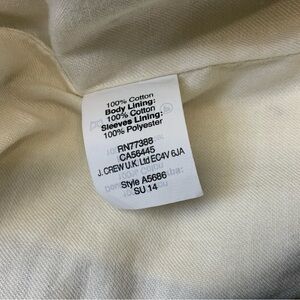 100% Cotton
Body Lining:
100% Cotton
Sleeves Lining:
100% Polyester
RN77388
CA56445
J. CREW U.K. Ltd EC4V 6JA
Style A5686
SU 14